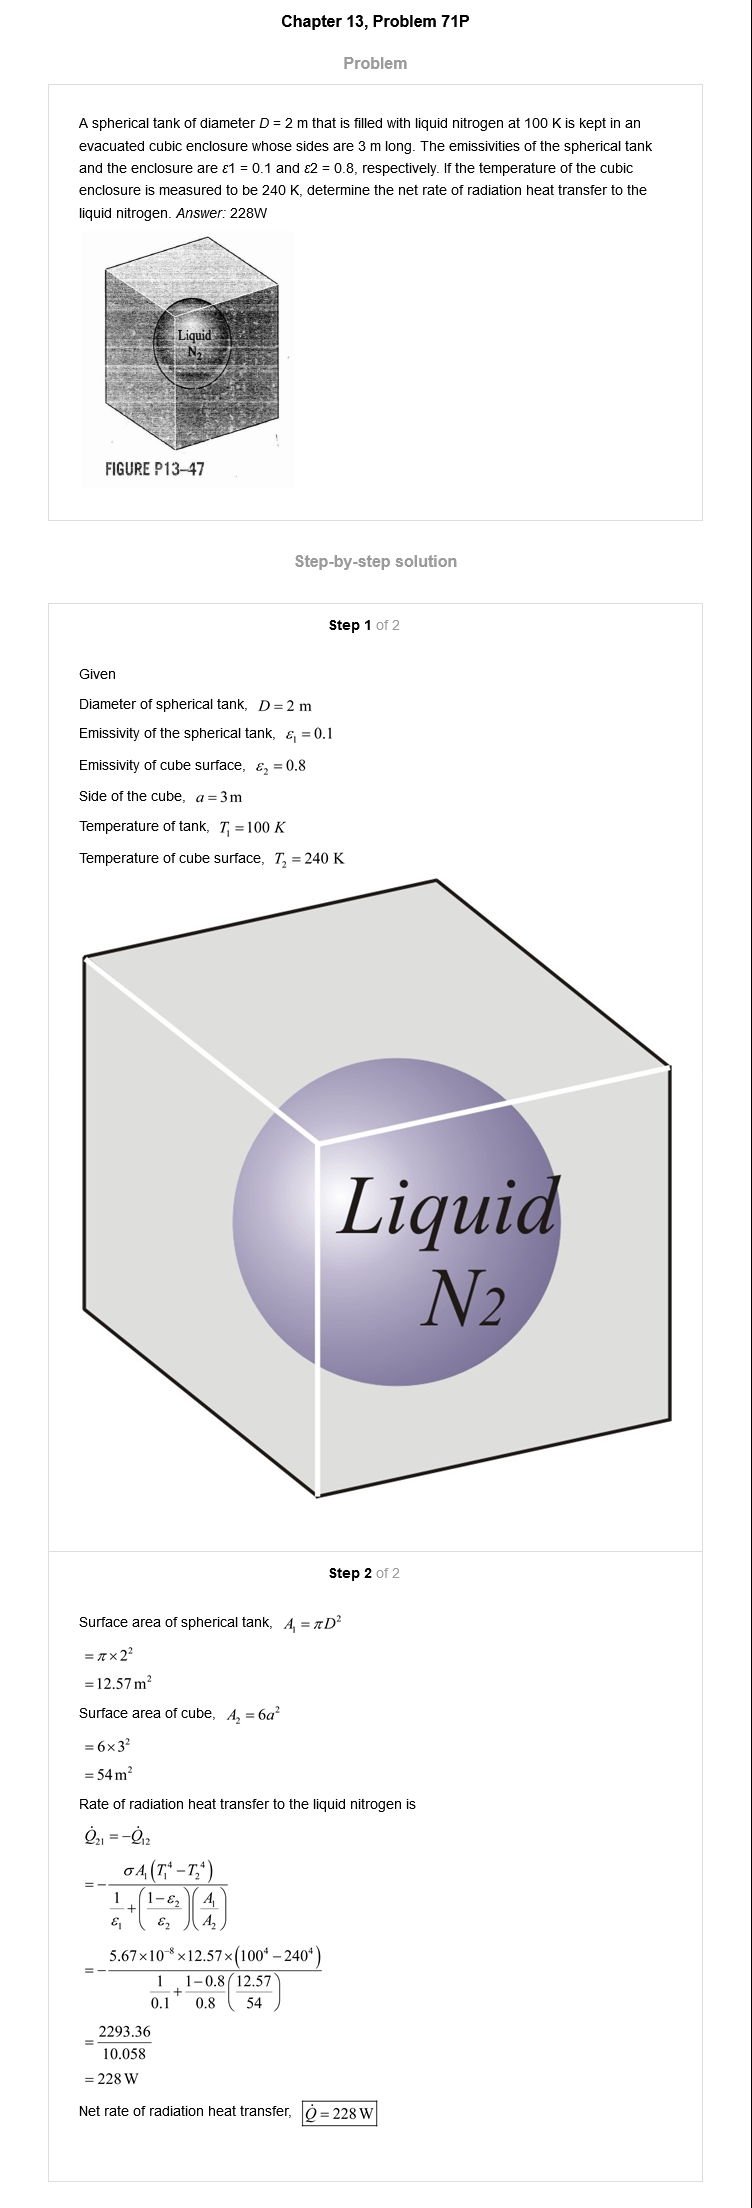 Chapter 13, Problem 71P
Problem
A spherical tank of diameter D = 2 m that is filled with liquid nitrogen at 100 K is kept in an
evacuated cubic enclosure whose sides are 3 m long. The emissivities of the spherical tank
and the enclosure are ε1 = 0.1 and ε2 = 0.8, respectively. If the temperature of the cubic
enclosure is measured to be 240 K, determine the net rate of radiation heat transfer to the
liquid nitrogen. Answer: 228W
Liquid
N₂
FIGURE P13–47
Step-by-step solution
Step 1 of 2
Given
Diameter of spherical tank, D = 2 m
Emissivity of the spherical tank, ε₁ = 0.1
Emissivity of cube surface, ε₂ = 0.8
Side of the cube, a = 3 m
Temperature of tank, T₁ = 100 K
Temperature of cube surface, T₂ = 240 K
Liquid
N2
Step 2 of 2
Surface area of spherical tank, A₁ = πD²
= π × 2²
= 12.57 m²
Surface area of cube, A₂ = 6a²
= 6 × 3²
= 54 m²
Rate of radiation heat transfer to the liquid nitrogen is
Q̇₂₁ = −Q̇₁₂
= − σA₁(T₁⁴ − T₂⁴) / (1/ε₁ + ((1 − ε₂)/ε₂)(A₁/A₂))
= − 5.67×10⁻⁸ × 12.57 × (100⁴ − 240⁴) / (1/0.1 + (1 − 0.8)/0.8 (12.57/54))
= 2293.36 / 10.058
= 228 W
Net rate of radiation heat transfer, Q̇ = 228 W